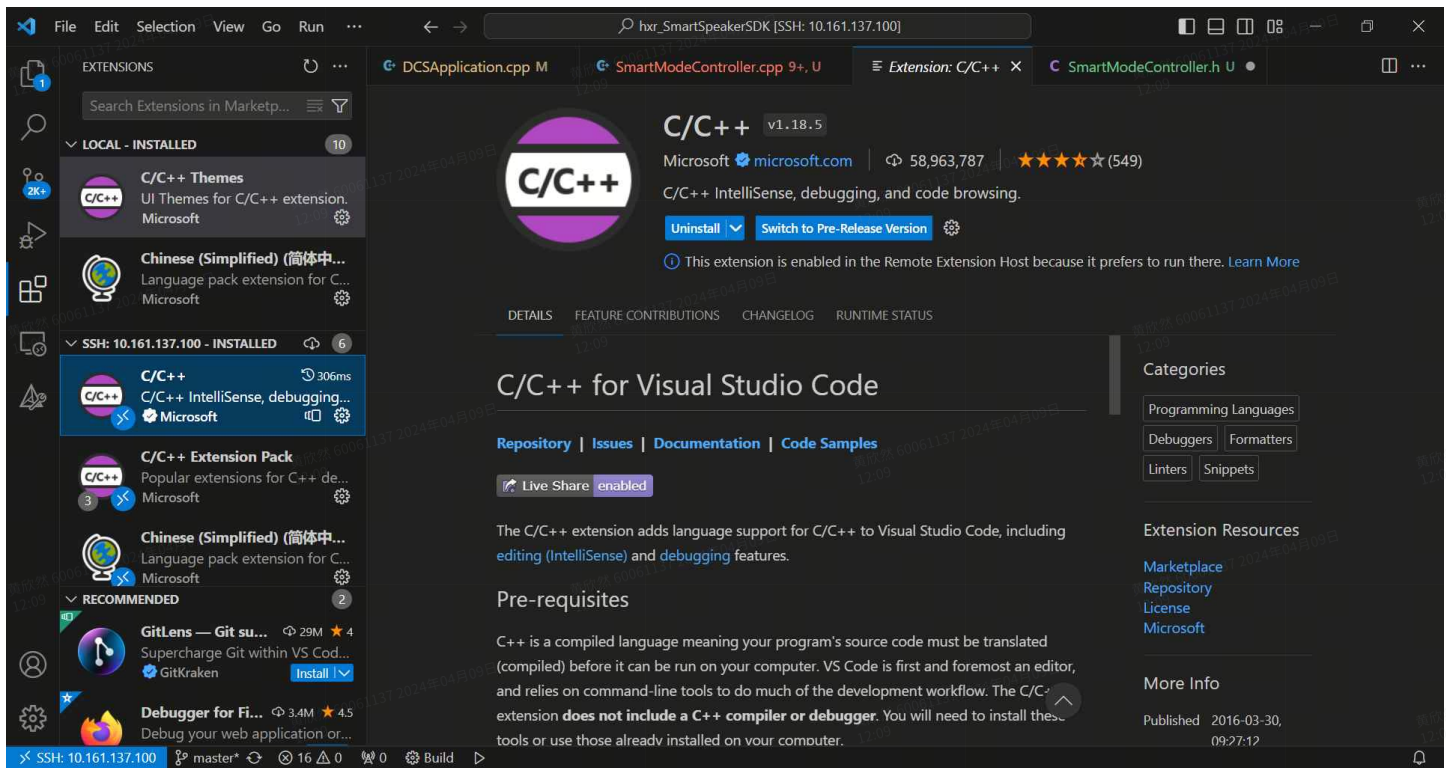 File Edit Selection View Go Run ···
hxr_SmartSpeakerSDK [SSH: 10.161.137.100]
EXTENSIONS
DCSApplication.cpp M
SmartModeController.cpp 9+, U
Extension: C/C++
SmartModeController.h U
Search Extensions in Marketp...
LOCAL - INSTALLED 10
C/C++ Themes
UI Themes for C/C++ extension.
Microsoft
Chinese (Simplified) (简体中...
Language pack extension for C...
Microsoft
SSH: 10.161.137.100 - INSTALLED 6
C/C++ 306ms
C/C++ IntelliSense, debugging...
Microsoft
C/C++ Extension Pack
Popular extensions for C++ de...
Microsoft
3
Chinese (Simplified) (简体中...
Language pack extension for C...
Microsoft
RECOMMENDED 2
GitLens — Git su... 29M 4
Supercharge Git within VS Cod...
GitKraken Install
Debugger for Fi... 3.4M 4.5
Debug your web application or...
1
2K+
C/C++
C/C++ v1.18.5
Microsoft microsoft.com 58,963,787 (549)
C/C++ IntelliSense, debugging, and code browsing.
Uninstall Switch to Pre-Release Version
This extension is enabled in the Remote Extension Host because it prefers to run there. Learn More
DETAILS FEATURE CONTRIBUTIONS CHANGELOG RUNTIME STATUS
C/C++ for Visual Studio Code
Repository | Issues | Documentation | Code Samples
Live Share enabled
The C/C++ extension adds language support for C/C++ to Visual Studio Code, including
editing (IntelliSense) and debugging features.
Pre-requisites
C++ is a compiled language meaning your program's source code must be translated
(compiled) before it can be run on your computer. VS Code is first and foremost an editor,
and relies on command-line tools to do much of the development workflow. The C/C
extension does not include a C++ compiler or debugger. You will need to install these
tools or use those already installed on your computer.
Categories
Programming Languages
Debuggers Formatters
Linters Snippets
Extension Resources
Marketplace
Repository
License
Microsoft
More Info
Published 2016-03-30,
09:27:12
SSH: 10.161.137.100 master* 16 0 0 Build